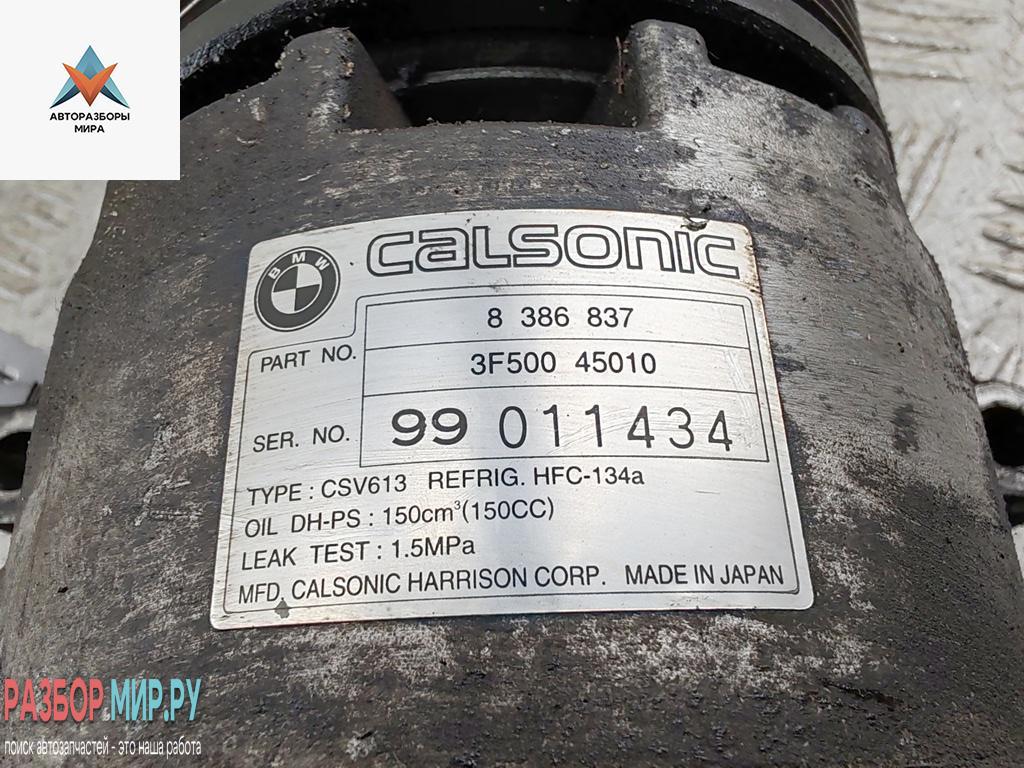 АВТОРАЗБОРЫ
МИРА
BMW
CALSONIC
8 386 837
PART NO.
3F500 45010
SER. NO. 99 011434
TYPE : CSV613 REFRIG. HFC-134a
OIL DH-PS : 150cm³(150CC)
LEAK TEST : 1.5MPa
MFD. CALSONIC HARRISON CORP. MADE IN JAPAN
РАЗБОР.МИР.РУ
поиск автозапчастей - это наша работа